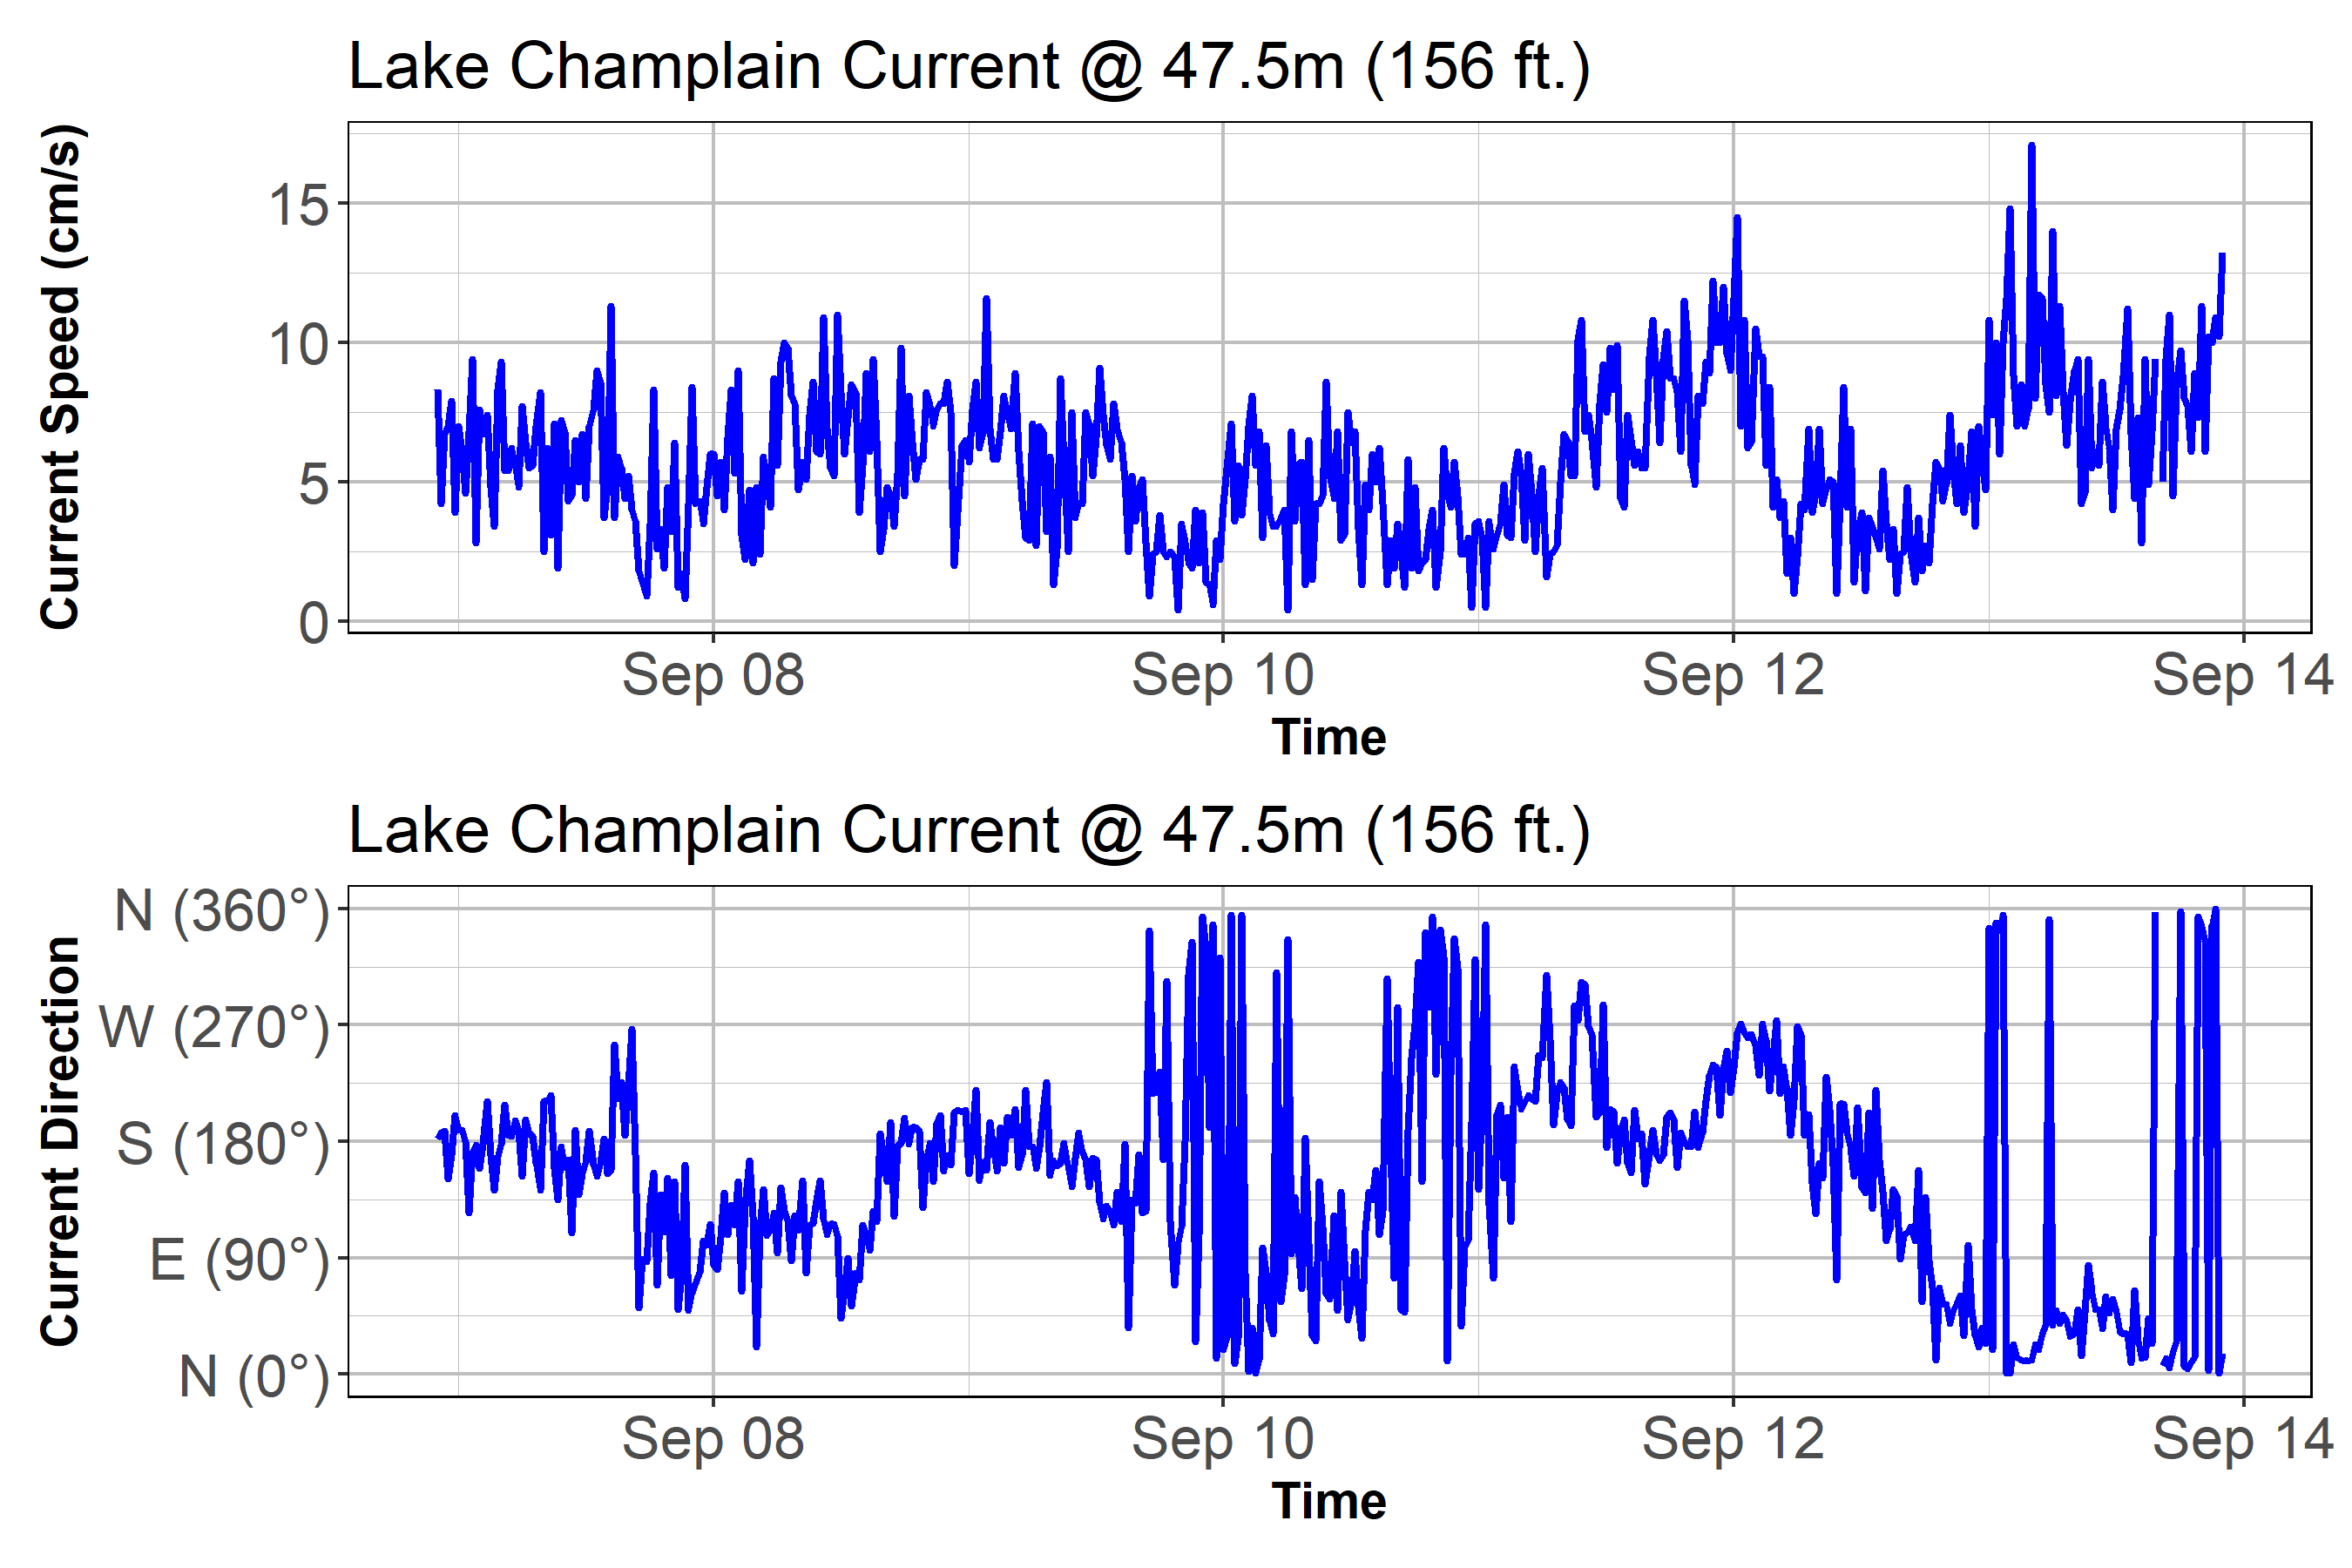 Lake Champlain Current @ 47.5m (156 ft.)
Current Speed (cm/s)
15
10
5
0
Sep 08
Sep 10
Sep 12
Sep 14
Time
Lake Champlain Current @ 47.5m (156 ft.)
Current Direction
N (360°)
W (270°)
S (180°)
E (90°)
N (0°)
Sep 08
Sep 10
Sep 12
Sep 14
Time